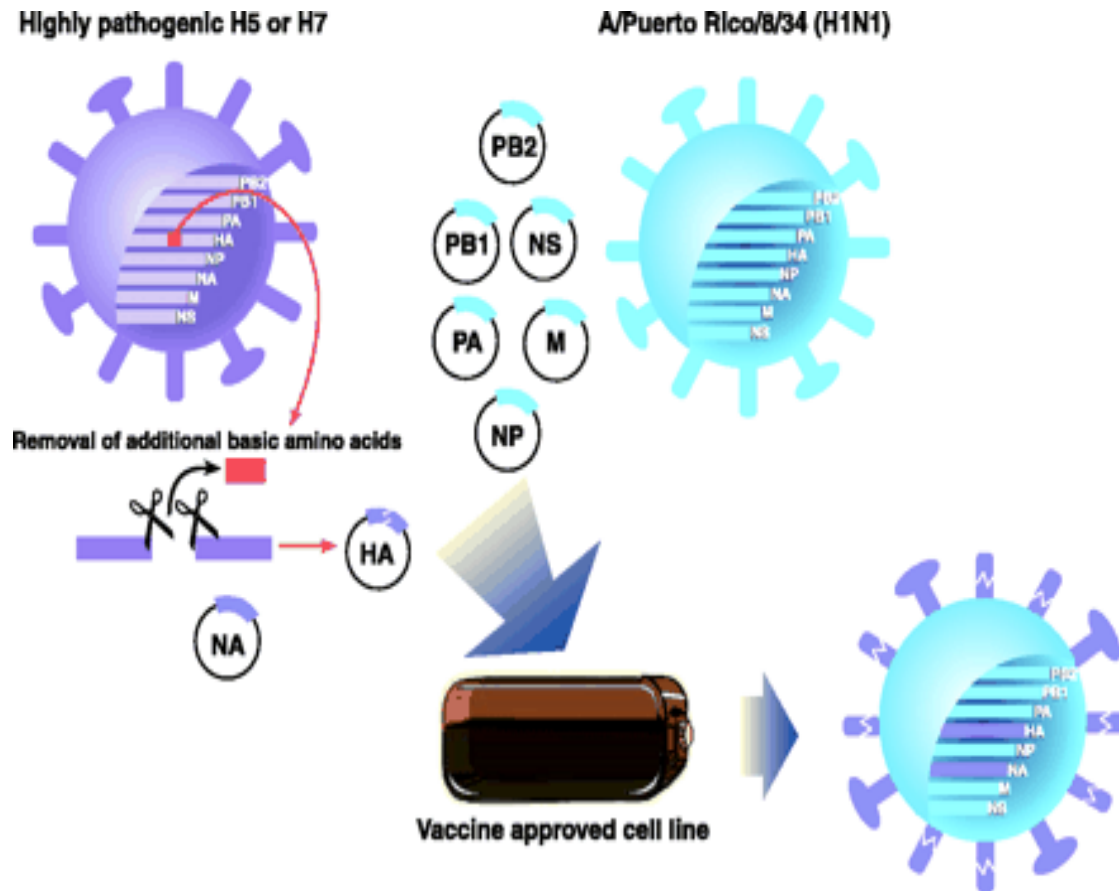 Highly pathogenic H5 or H7
A/Puerto Rico/8/34 (H1N1)
PB2
PB1
PA
HA
NP
NA
M
NS
PB2
PB1
NS
PA
M
NP
PB2
PB1
PA
HA
NP
NA
M
NS
Removal of additional basic amino acids
HA
NA
Vaccine approved cell line
PB2
PB1
PA
HA
NP
NA
M
NS